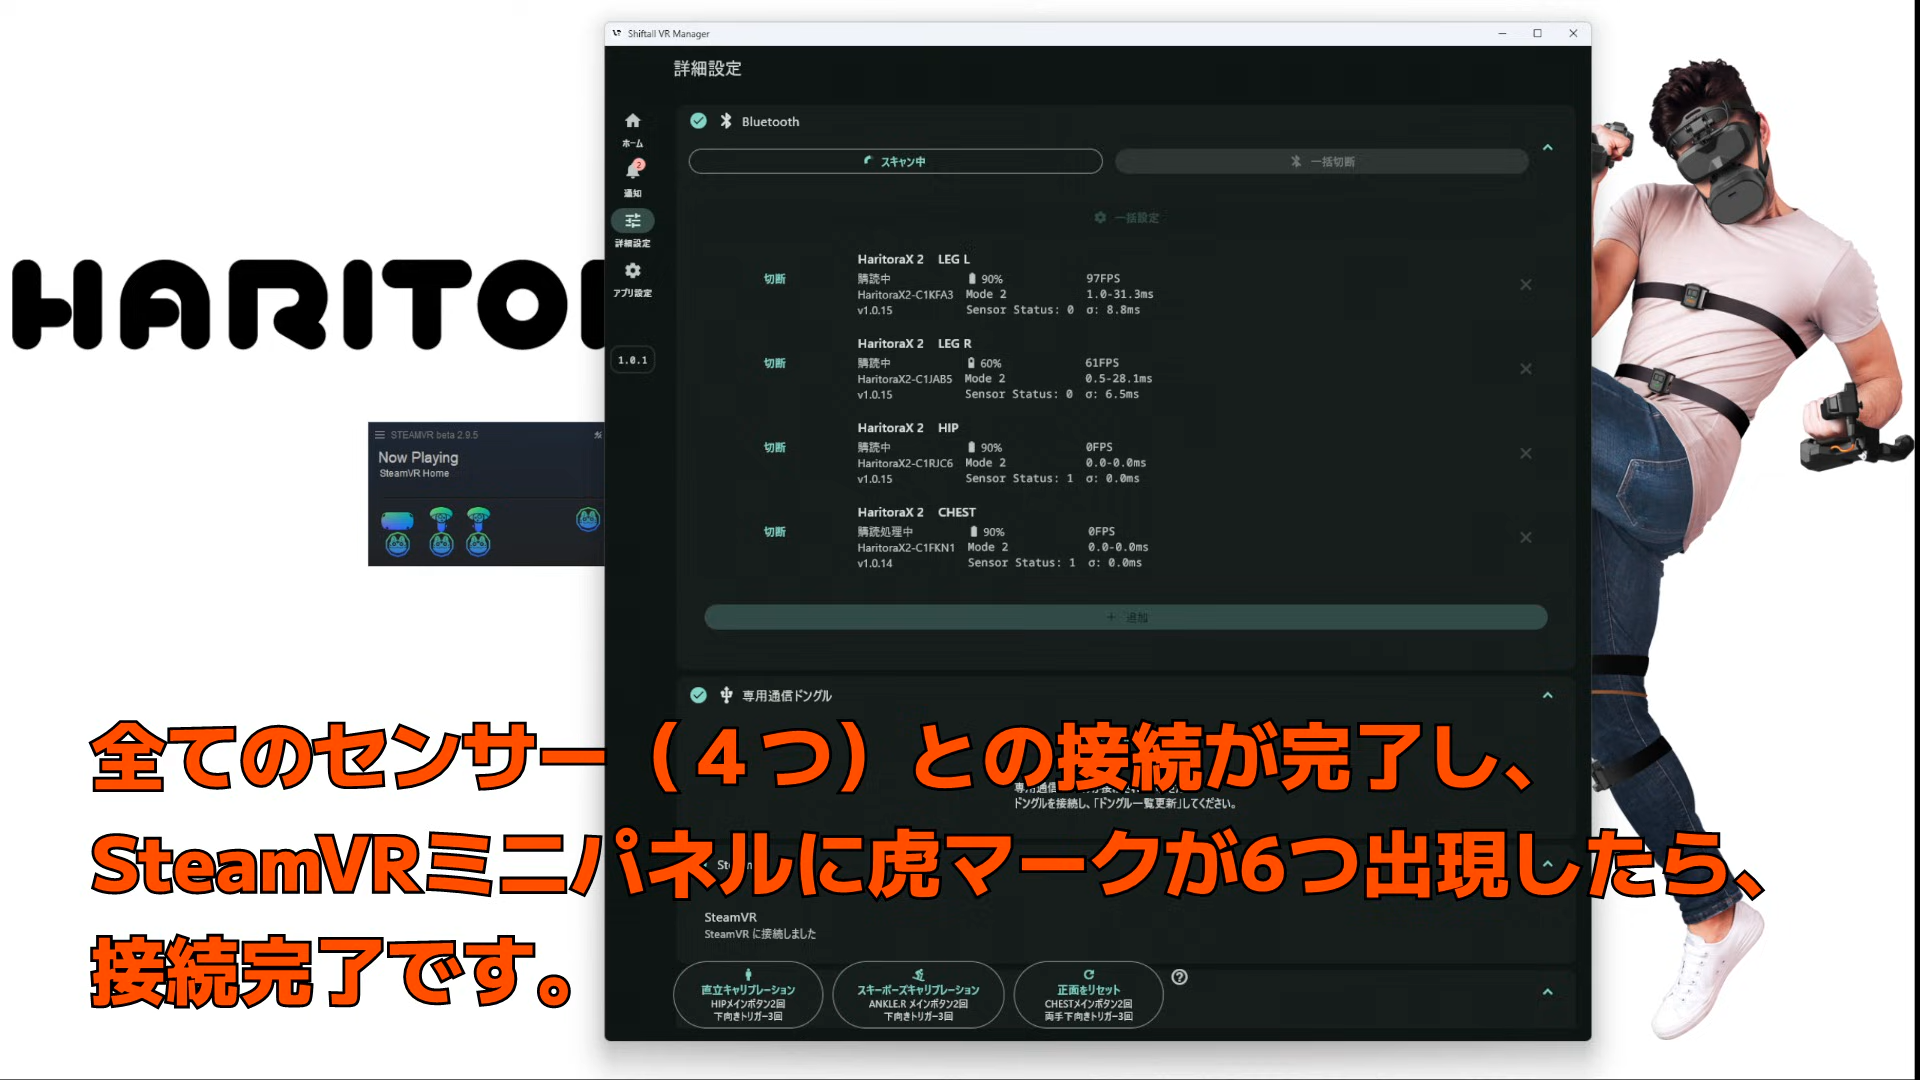 Shiftall VR Manager
詳細設定
ホーム
2
通知
詳細設定
アプリ設定
1.0.1
Bluetooth
スキャン中
一括切断
一括設定
HaritoraX 2 LEG L
切断
購読中 90% 97FPS
HaritoraX2-C1KFA3 Mode 2 1.0-31.3ms
v1.0.15 Sensor Status: 0 σ: 8.8ms
HaritoraX 2 LEG R
切断
購読中 60% 61FPS
HaritoraX2-C1JAB5 Mode 2 0.5-28.1ms
v1.0.15 Sensor Status: 0 σ: 6.5ms
HaritoraX 2 HIP
切断
購読中 90% 0FPS
HaritoraX2-C1RJC6 Mode 2 0.0-0.0ms
v1.0.15 Sensor Status: 1 σ: 0.0ms
HaritoraX 2 CHEST
切断
購読処理中 90% 0FPS
HaritoraX2-C1FKN1 Mode 2 0.0-0.0ms
v1.0.14 Sensor Status: 1 σ: 0.0ms
+ 追加
HARITO
STEAMVR beta 2.9.5
Now Playing
SteamVR Home
専用通信ドングル
全てのセンサー（４つ）との接続が完了し、
ドングルを接続し、「ドングル一覧更新」してください。
SteamVRミニパネルに虎マークが6つ出現したら、
接続完了です。
SteamVR
SteamVR に接続しました
直立キャリブレーション
HIPメインボタン2回
下向きトリガー3回
スキーポーズキャリブレーション
ANKLE.R メインボタン2回
下向きトリガー3回
正面をリセット
CHESTメインボタン2回
両手下向きトリガー3回